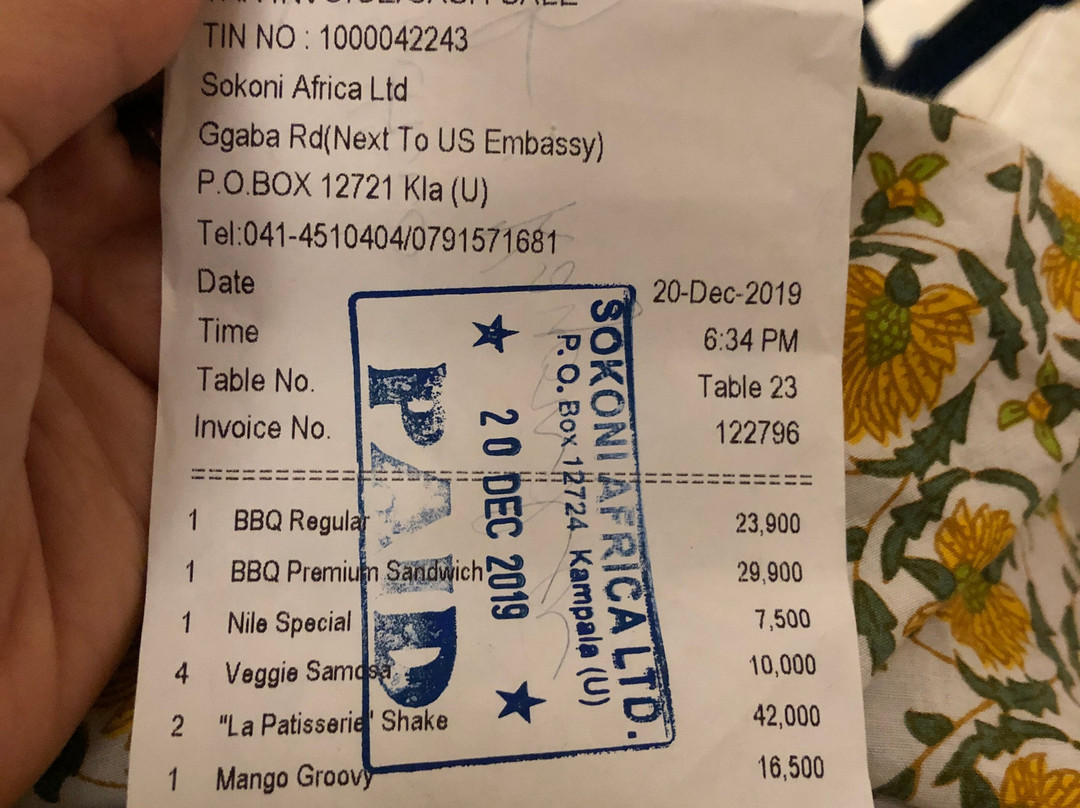 TAX INVOICE/CASH SALE
TIN NO : 1000042243
Sokoni Africa Ltd
Ggaba Rd(Next To US Embassy)
P.O.BOX 12721 Kla (U)
Tel:041-4510404/0791571681
Date 20-Dec-2019
Time 6:34 PM
Table No. Table 23
Invoice No. 122796
1 BBQ Regular 23,900
1 BBQ Premium Sandwich 29,900
1 Nile Special 7,500
4 Veggie Samosa 10,000
2 "La Patisserie" Shake 42,000
1 Mango Groovy 16,500
SOKONI AFRICA LTD.
P.O. Box 12724 Kampala (U)
20 DEC 2019
PAID